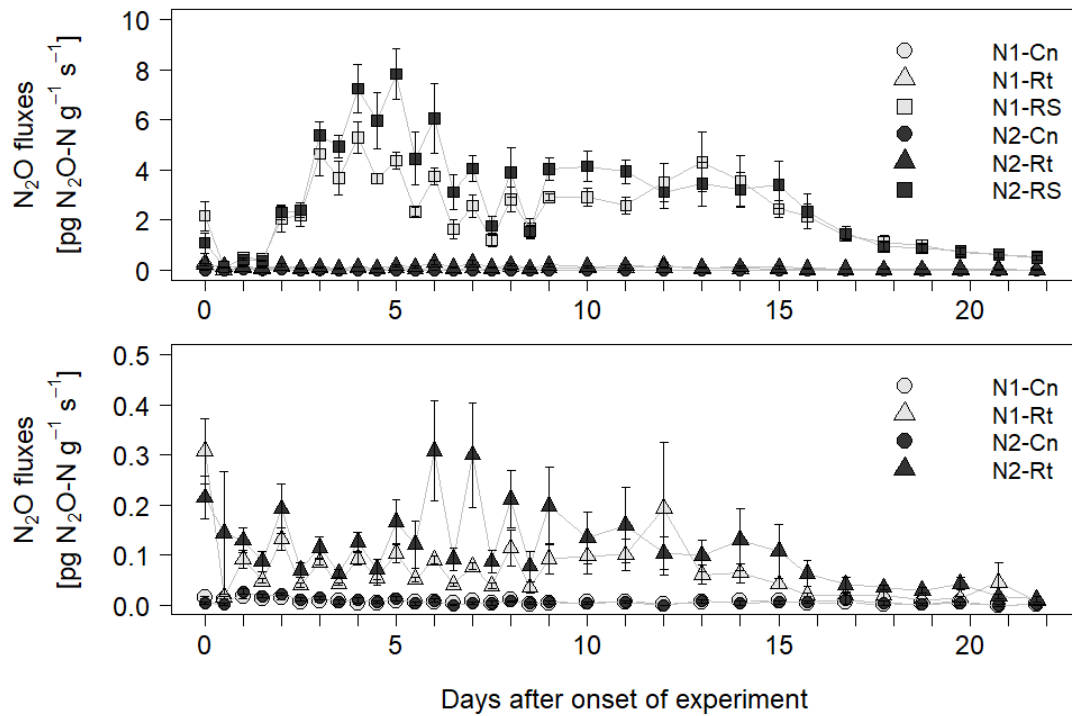 N₂O fluxes
[pg N₂O-N g⁻¹ s⁻¹]
10
8
6
4
2
0
N1-Cn
N1-Rt
N1-RS
N2-Cn
N2-Rt
N2-RS
0 5 10 15 20
N₂O fluxes
[pg N₂O-N g⁻¹ s⁻¹]
0.5
0.4
0.3
0.2
0.1
0.0
N1-Cn
N1-Rt
N2-Cn
N2-Rt
0 5 10 15 20
Days after onset of experiment